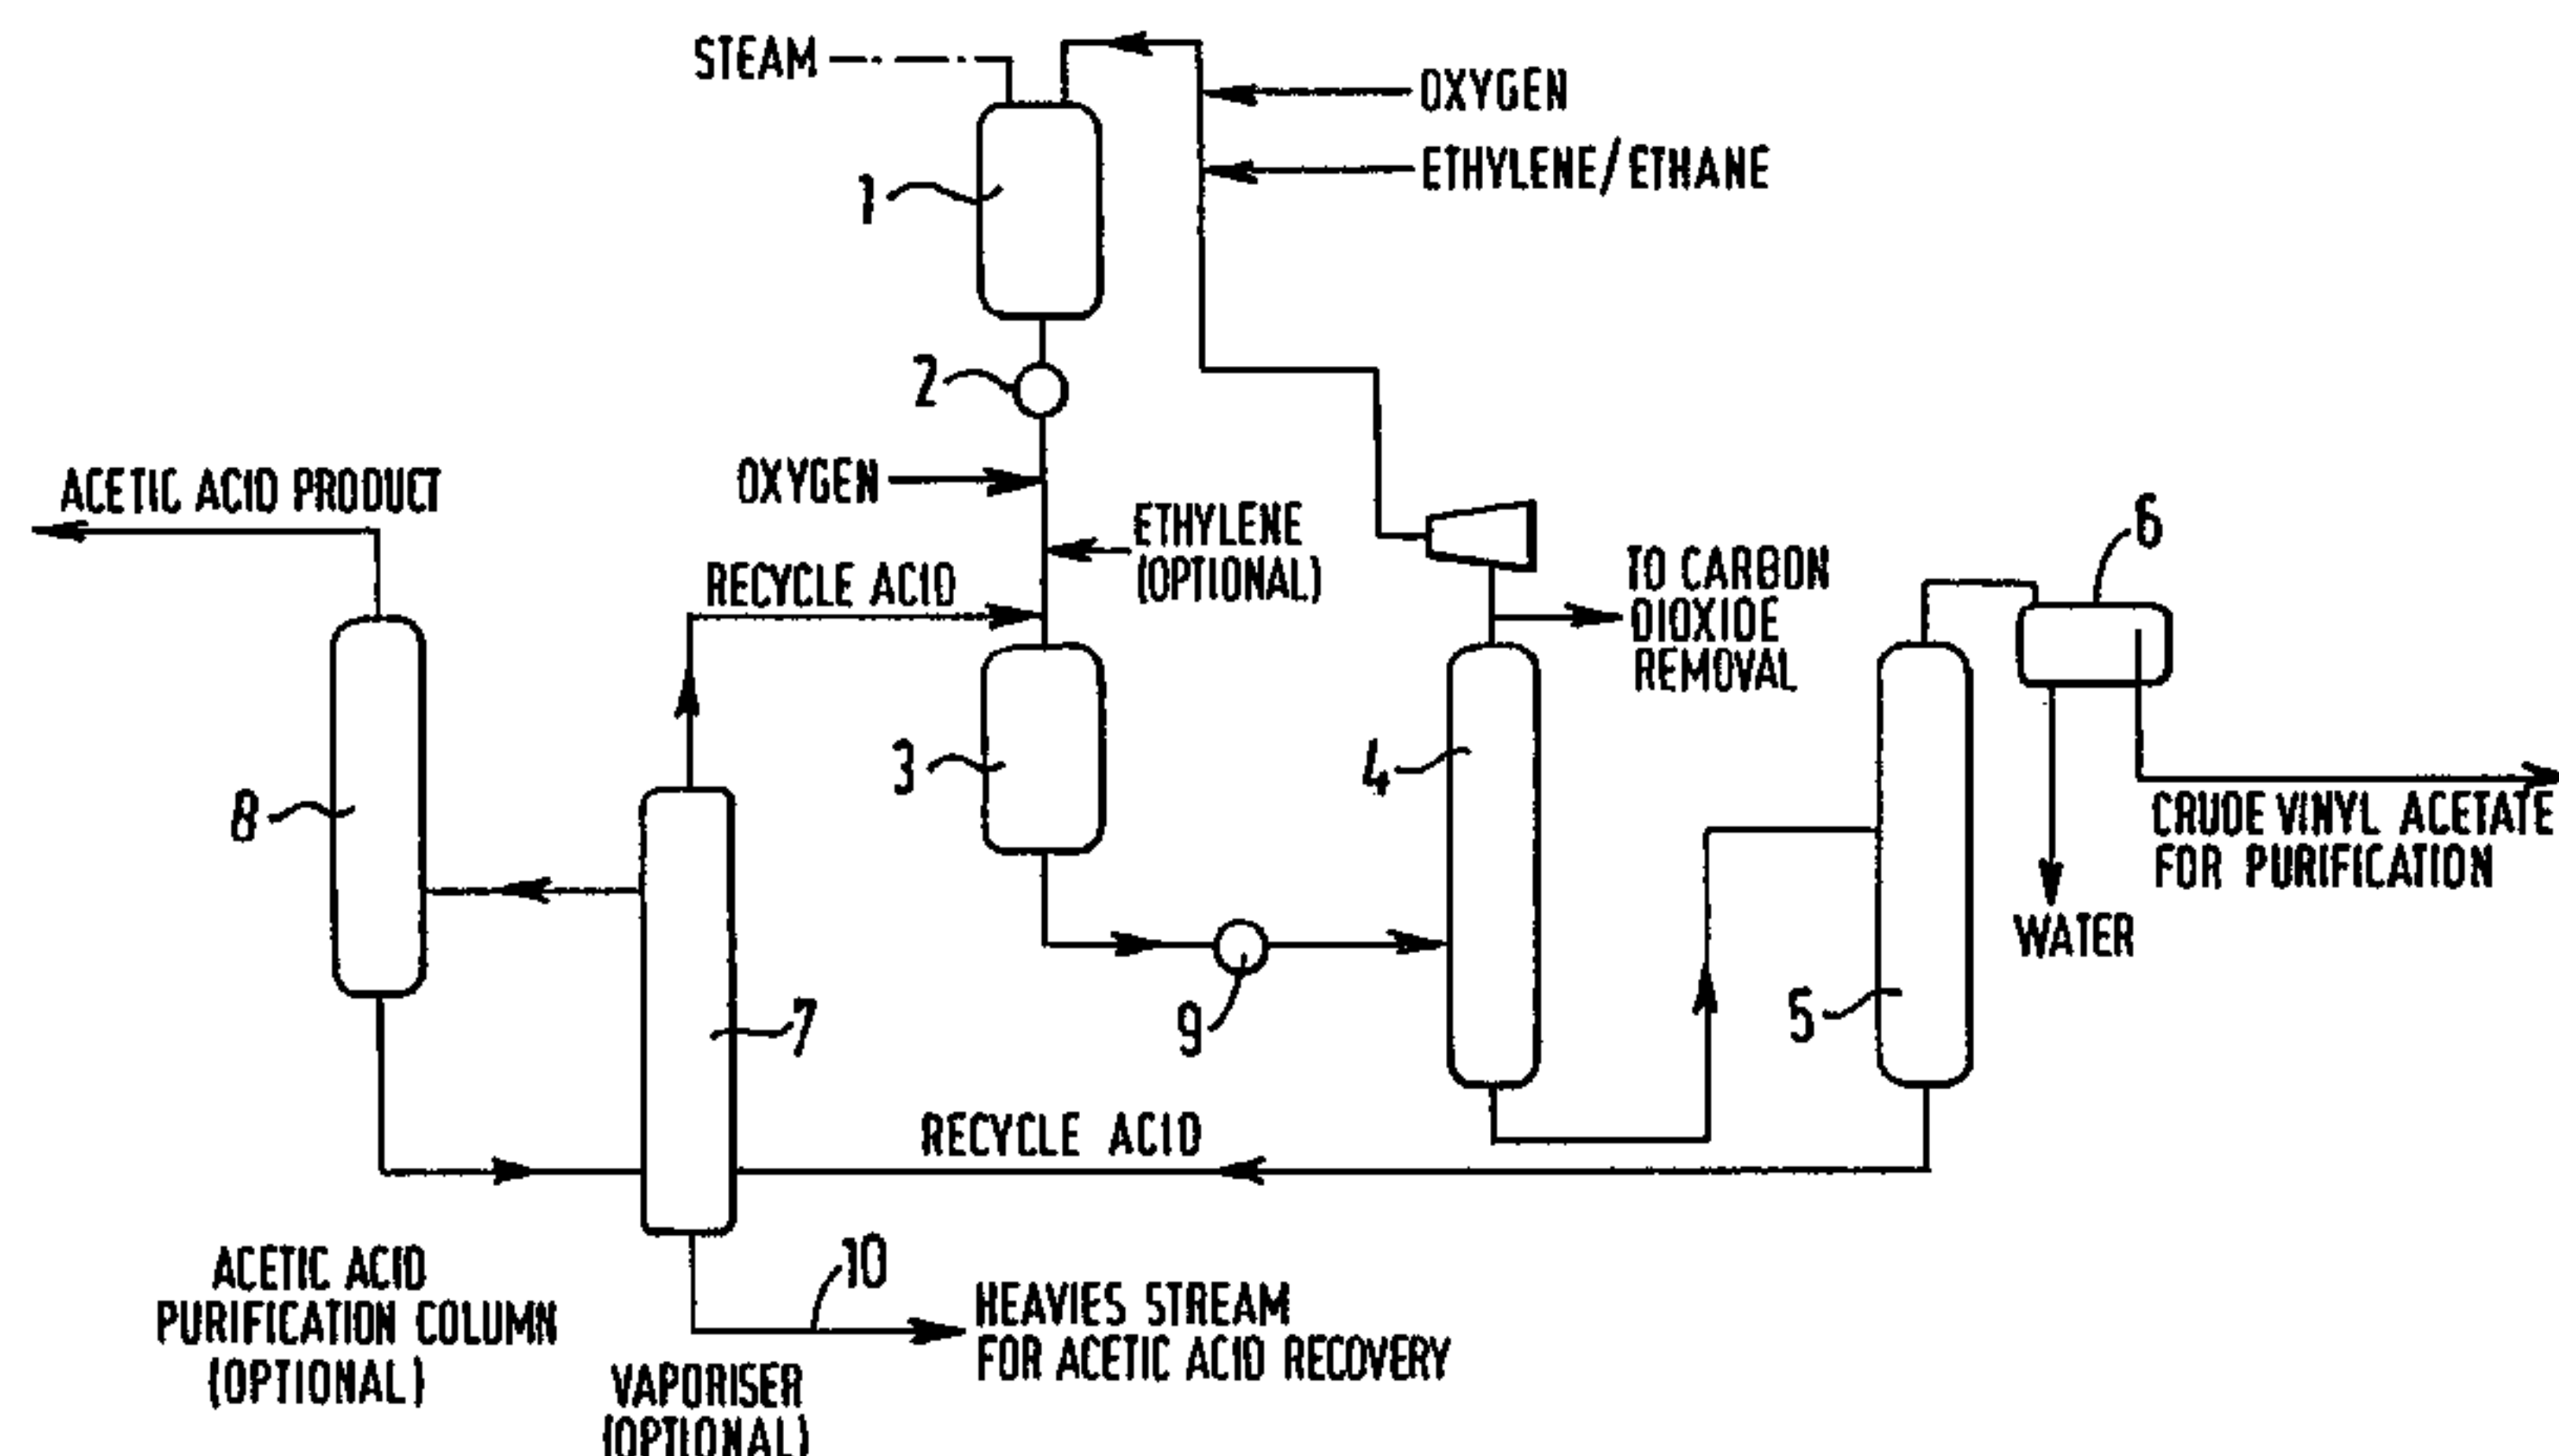 STEAM
OXYGEN
ETHYLENE/ETHANE
1
2
OXYGEN
ACETIC ACID PRODUCT
ETHYLENE
(OPTIONAL)
RECYCLE ACID
TO CARBON
DIOXIDE
REMOVAL
6
3
4
8
7
9
5
CRUDE VINYL ACETATE
FOR PURIFICATION
WATER
RECYCLE ACID
10
ACETIC ACID
PURIFICATION COLUMN
(OPTIONAL)
HEAVIES STREAM
FOR ACETIC ACID RECOVERY
VAPORISER
(OPTIONAL)